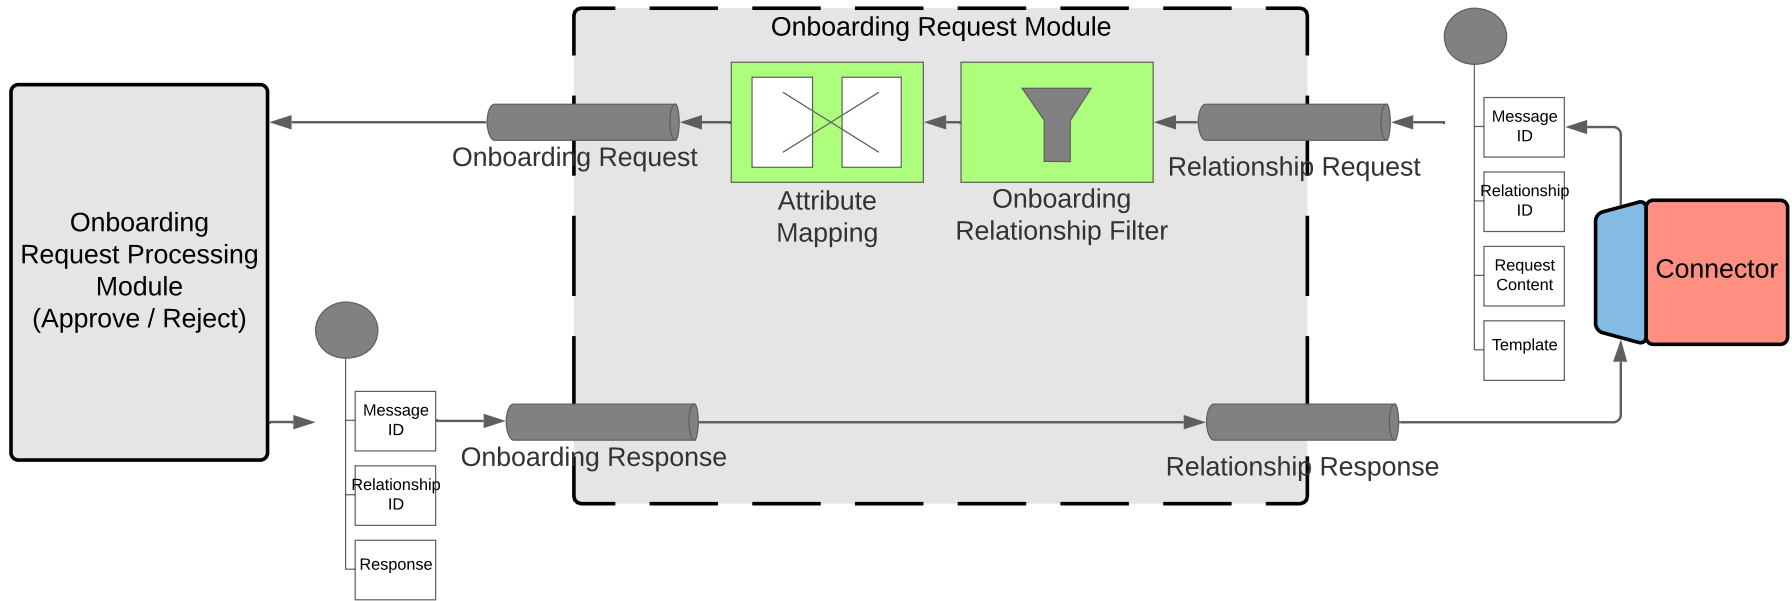 Onboarding Request Module
Onboarding
Request Processing
Module
(Approve / Reject)
Onboarding Request
Attribute
Mapping
Onboarding
Relationship Filter
Relationship Request
Message
ID
Relationship
ID
Request
Content
Template
Connector
Message
ID
Relationship
ID
Response
Onboarding Response
Relationship Response